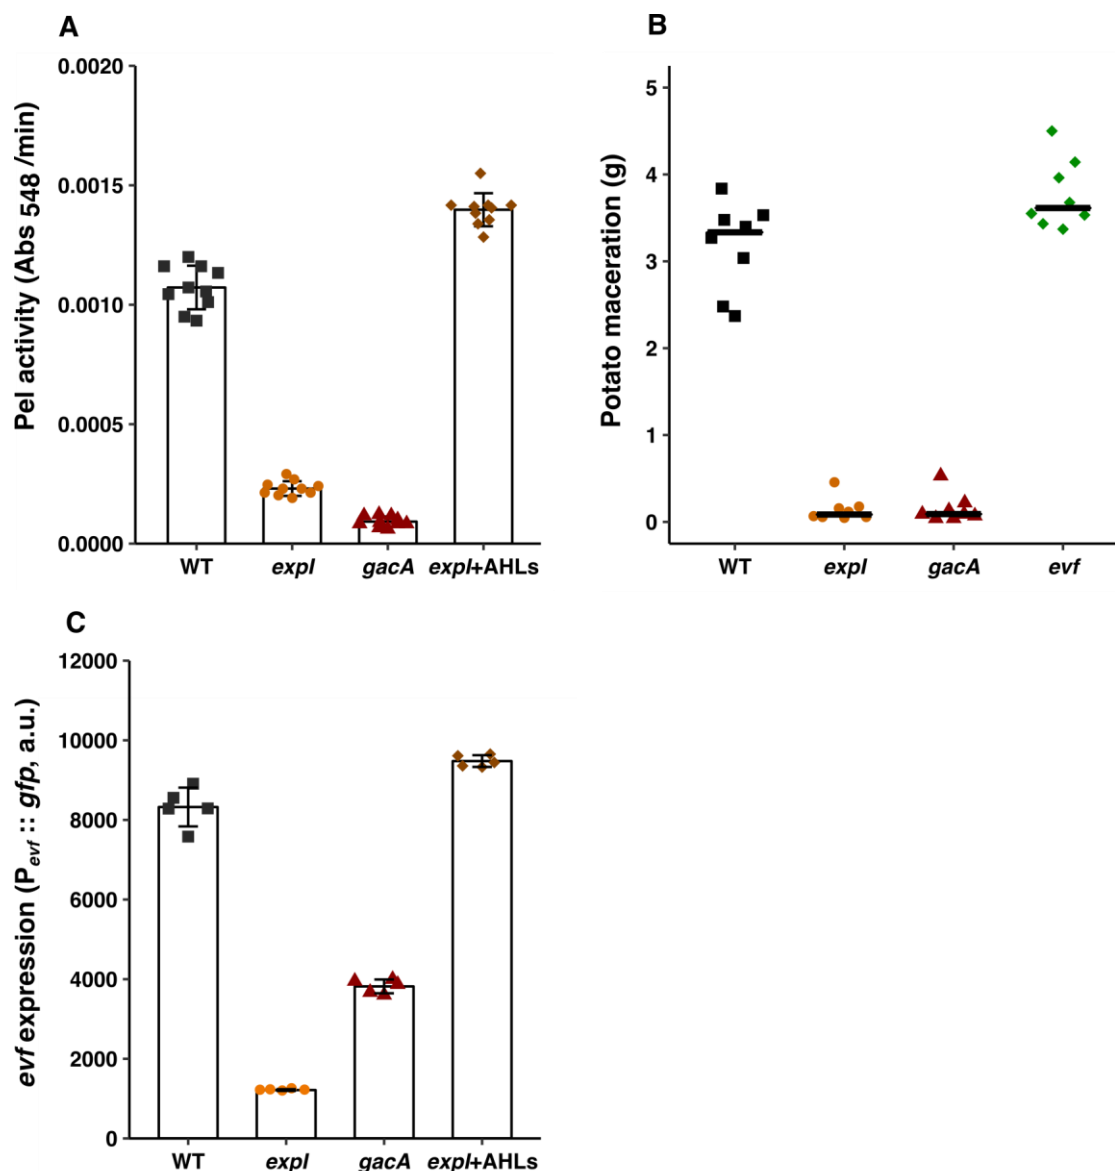 A
Pel activity (Abs 548 /min)
0.0020
0.0015
0.0010
0.0005
0.0000
WT expI gacA expI+AHLs
B
Potato maceration (g)
5
4
3
2
1
0
WT expI gacA evf
C
evf expression (Pevf :: gfp, a.u.)
12000
10000
8000
6000
4000
2000
0
WT expI gacA expI+AHLs